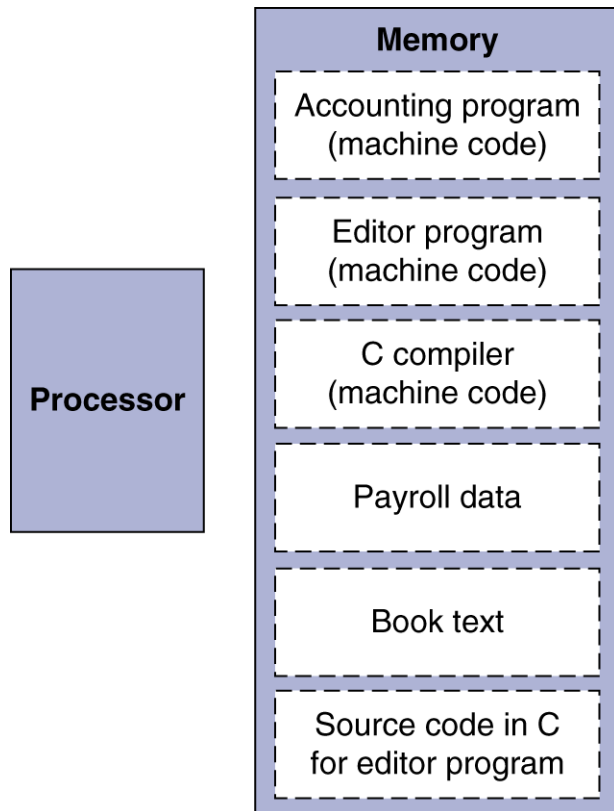 Memory
Accounting program
(machine code)
Editor program
(machine code)
C compiler
(machine code)
Processor
Payroll data
Book text
Source code in C
for editor program